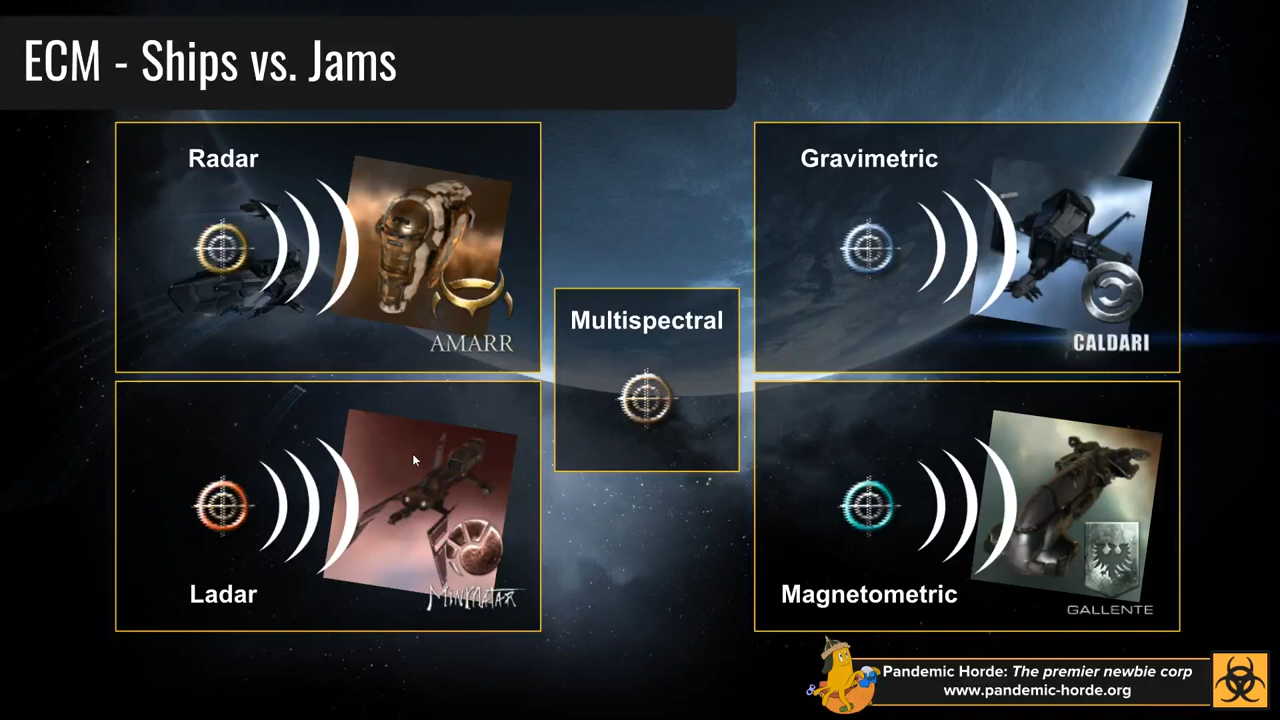 ECM - Ships vs. Jams
Radar
AMARR
Gravimetric
CALDARI
Multispectral
Ladar
MINMATAR
Magnetometric
GALLENTE
Pandemic Horde: The premier newbie corp
www.pandemic-horde.org